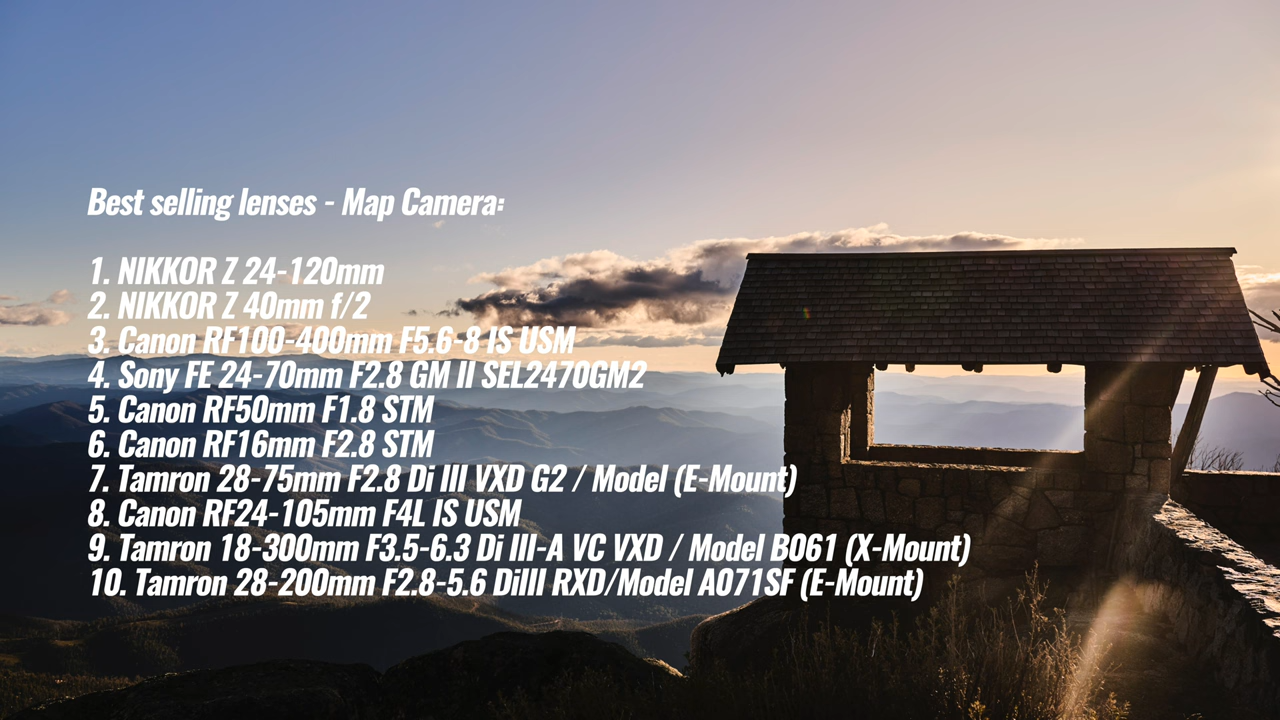 Best selling lenses - Map Camera:
1. NIKKOR Z 24-120mm
2. NIKKOR Z 40mm f/2
3. Canon RF100-400mm F5.6-8 IS USM
4. Sony FE 24-70mm F2.8 GM II SEL2470GM2
5. Canon RF50mm F1.8 STM
6. Canon RF16mm F2.8 STM
7. Tamron 28-75mm F2.8 Di III VXD G2 / Model (E-Mount)
8. Canon RF24-105mm F4L IS USM
9. Tamron 18-300mm F3.5-6.3 Di III-A VC VXD / Model B061 (X-Mount)
10. Tamron 28-200mm F2.8-5.6 DiIII RXD/Model A071SF (E-Mount)